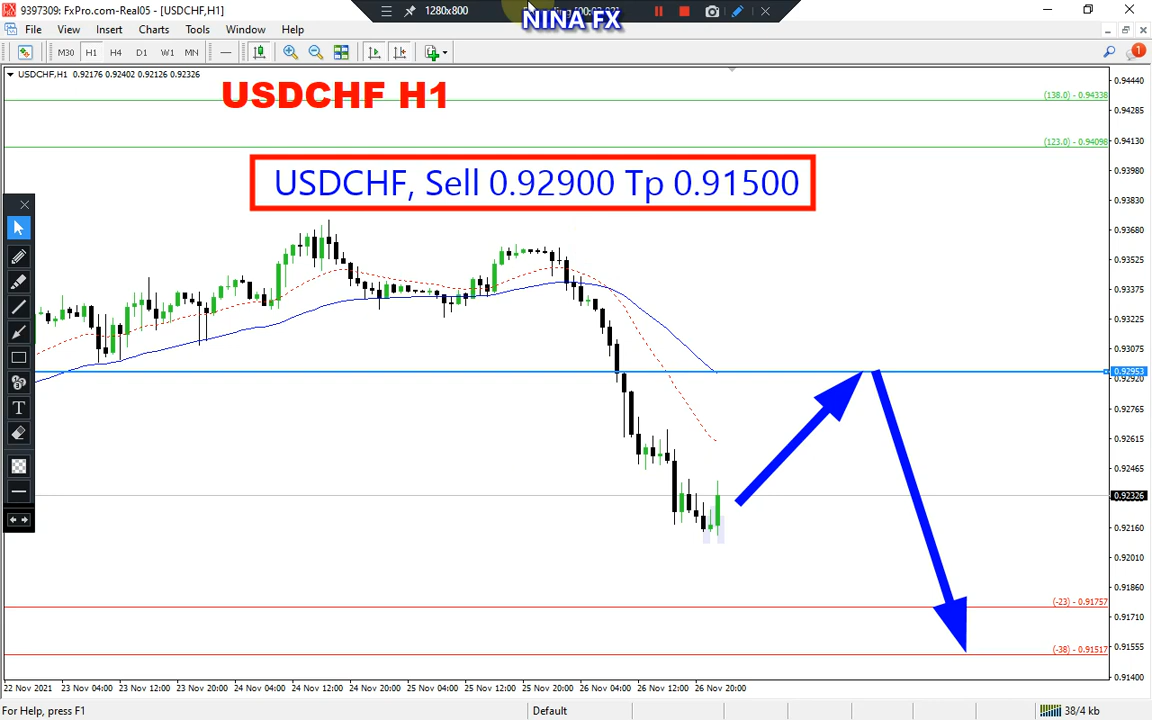 9397309: FxPro.com-Real05 - [USDCHF,H1]
1280x800
NINA FX
File View Insert Charts Tools Window Help
M30 H1 H4 D1 W1 MN
1
USDCHF,H1 0.92176 0.92402 0.92126 0.92326
USDCHF H1
USDCHF, Sell 0.92900 Tp 0.91500
(138.0) - 0.94338
(123.0) - 0.94098
(-23) - 0.91757
(-38) - 0.91517
0.94440
0.94285
0.94130
0.93980
0.93830
0.93680
0.93525
0.93375
0.93225
0.93075
0.92953
0.92920
0.92765
0.92615
0.92465
0.92326
0.92160
0.92010
0.91860
0.91710
0.91555
0.91400
22 Nov 2021 23 Nov 04:00 23 Nov 12:00 23 Nov 20:00 24 Nov 04:00 24 Nov 12:00 24 Nov 20:00 25 Nov 04:00 25 Nov 12:00 25 Nov 20:00 26 Nov 04:00 26 Nov 12:00 26 Nov 20:00
For Help, press F1
Default
38/4 kb